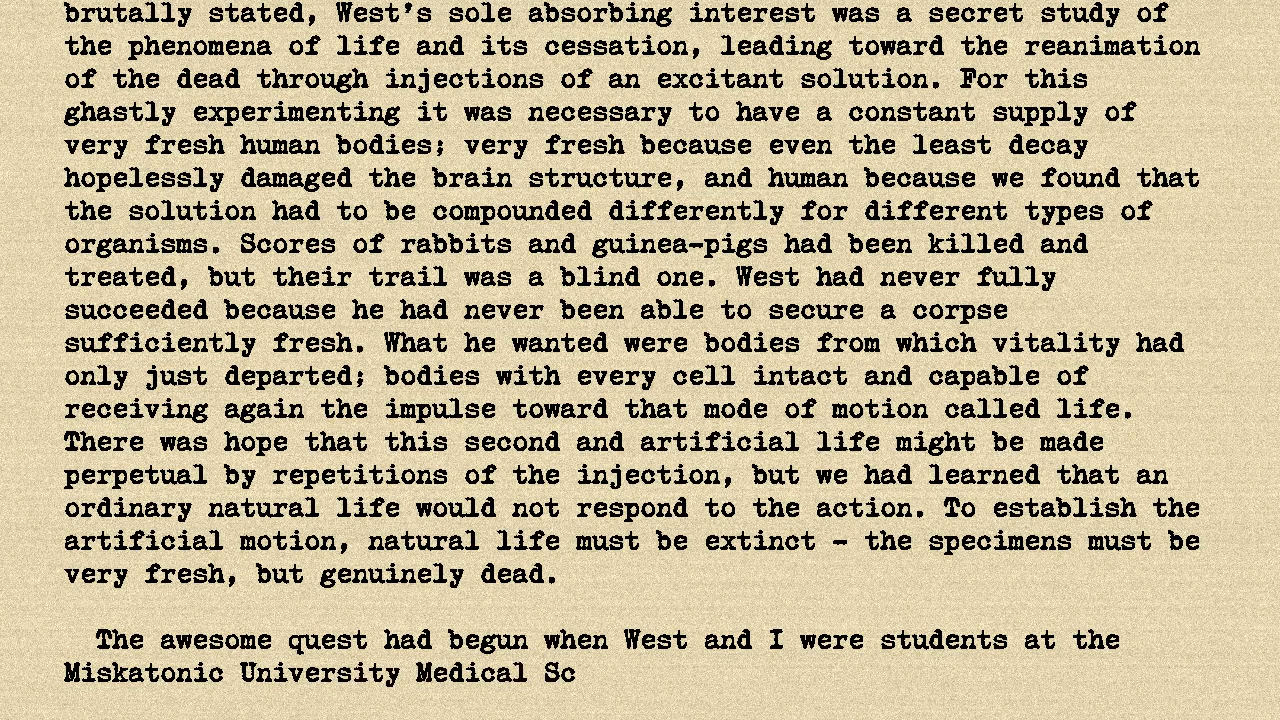 brutally stated, West's sole absorbing interest was a secret study of
the phenomena of life and its cessation, leading toward the reanimation
of the dead through injections of an excitant solution. For this
ghastly experimenting it was necessary to have a constant supply of
very fresh human bodies; very fresh because even the least decay
hopelessly damaged the brain structure, and human because we found that
the solution had to be compounded differently for different types of
organisms. Scores of rabbits and guinea-pigs had been killed and
treated, but their trail was a blind one. West had never fully
succeeded because he had never been able to secure a corpse
sufficiently fresh. What he wanted were bodies from which vitality had
only just departed; bodies with every cell intact and capable of
receiving again the impulse toward that mode of motion called life.
There was hope that this second and artificial life might be made
perpetual by repetitions of the injection, but we had learned that an
ordinary natural life would not respond to the action. To establish the
artificial motion, natural life must be extinct - the specimens must be
very fresh, but genuinely dead.
The awesome quest had begun when West and I were students at the
Miskatonic University Medical Sc